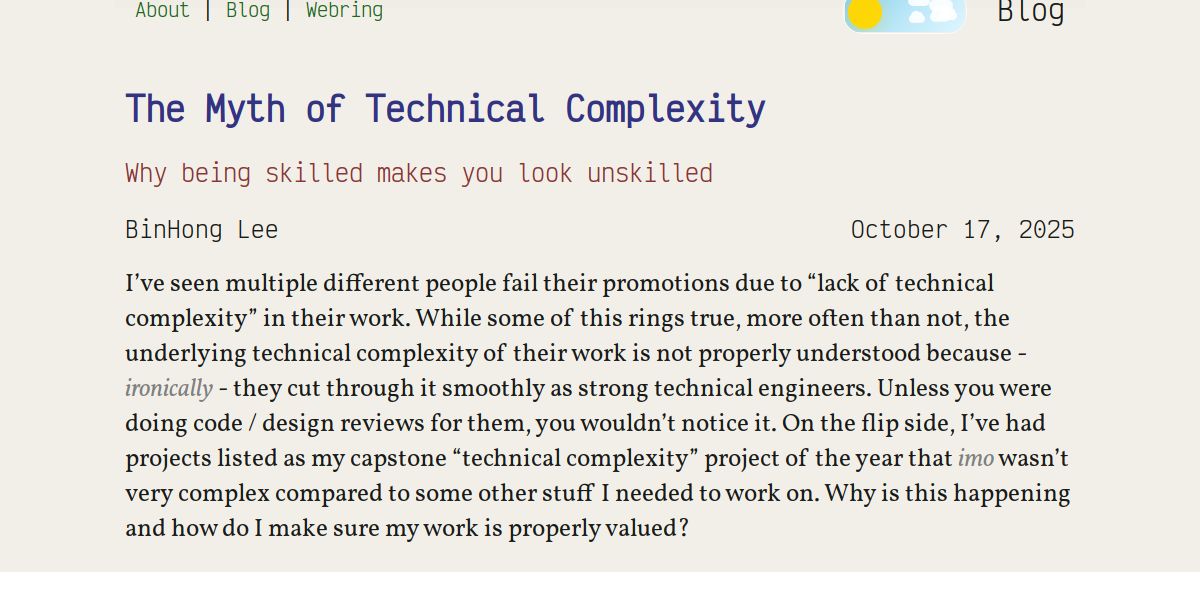 About | Blog | Webring
Blog
The Myth of Technical Complexity
Why being skilled makes you look unskilled
BinHong Lee
October 17, 2025
I’ve seen multiple different people fail their promotions due to “lack of technical
complexity” in their work. While some of this rings true, more often than not, the
underlying technical complexity of their work is not properly understood because -
ironically - they cut through it smoothly as strong technical engineers. Unless you were
doing code / design reviews for them, you wouldn’t notice it. On the flip side, I’ve had
projects listed as my capstone “technical complexity” project of the year that imo wasn’t
very complex compared to some other stuff I needed to work on. Why is this happening
and how do I make sure my work is properly valued?